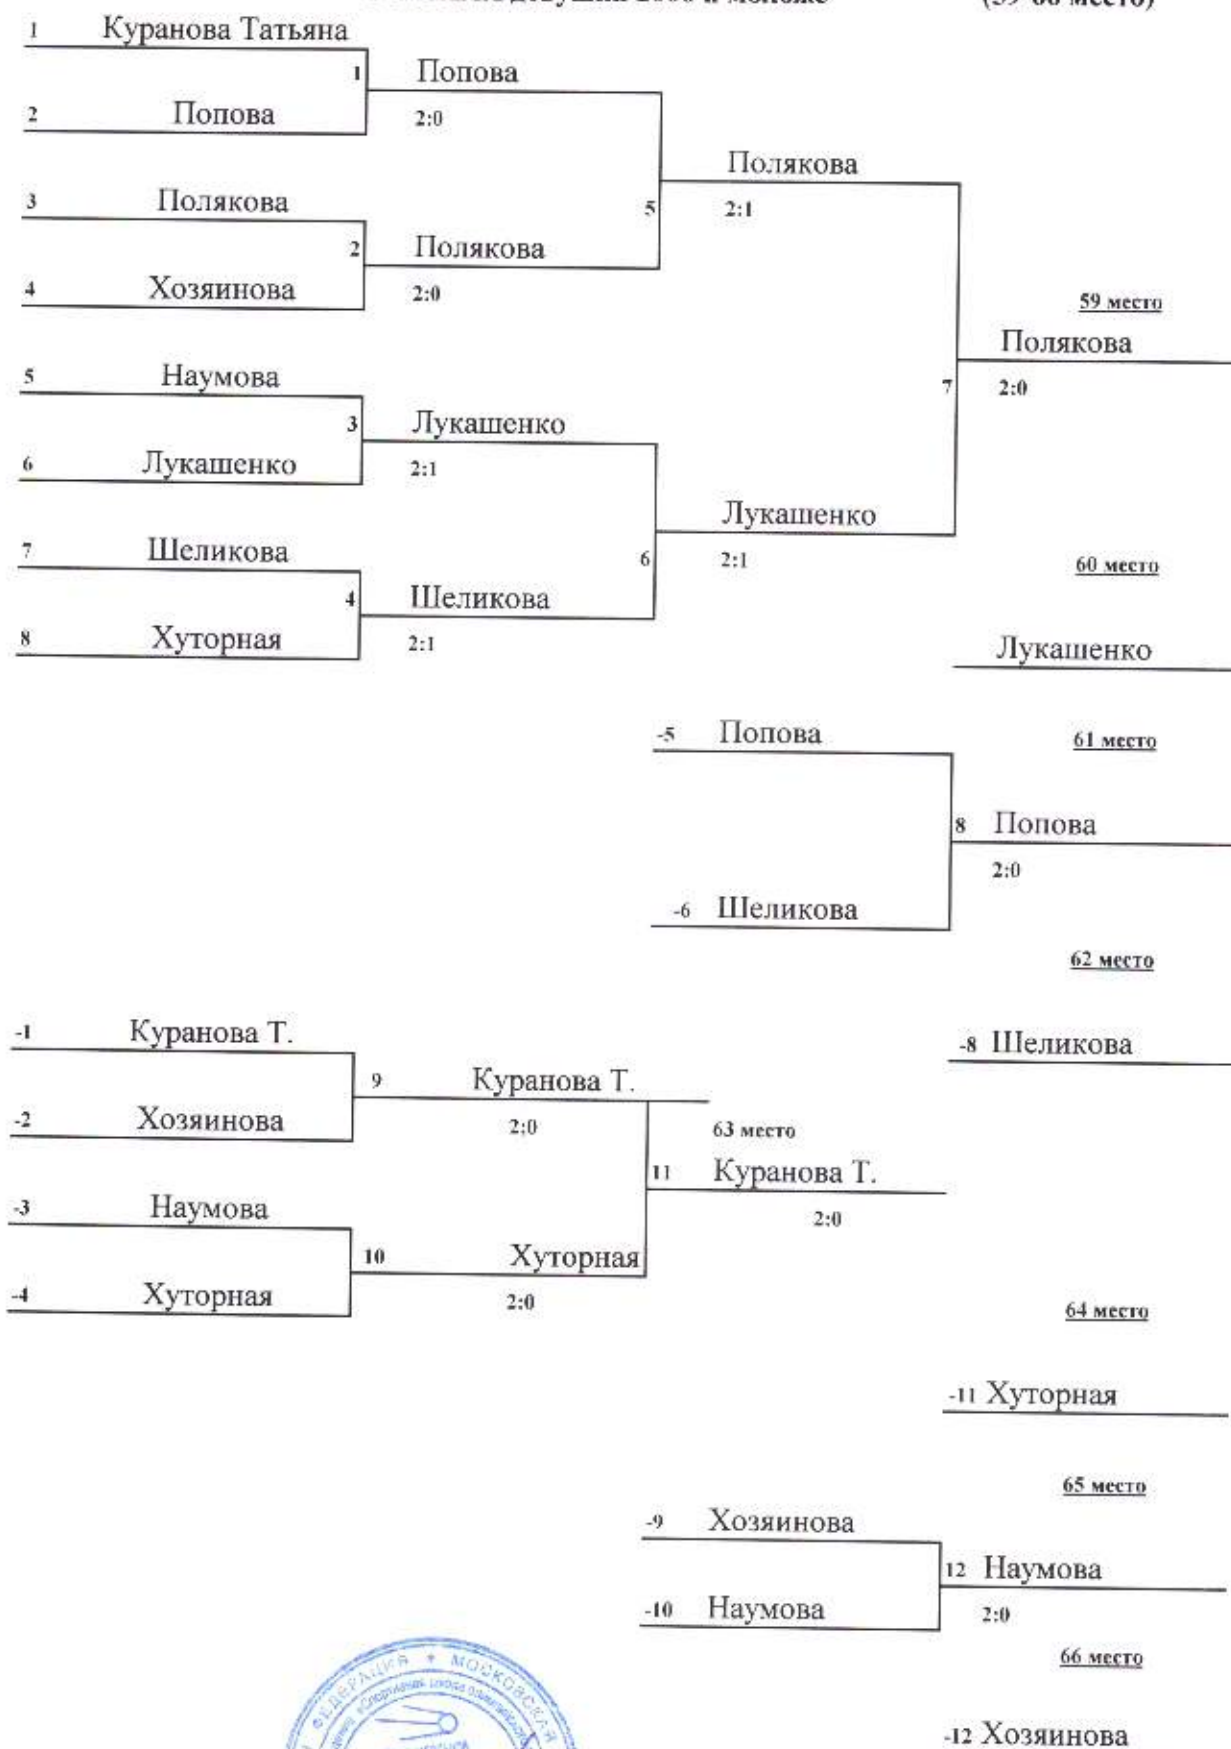 (59-66 место)
1 Куранова Татьяна
1 Попова
2 Попова
2:0
Полякова
3 Полякова
5 2:1
2 Полякова
4 Хозяинова
2:0
59 место
Полякова
5 Наумова
7 2:0
3 Лукашенко
6 Лукашенко
2:1
Лукашенко
7 Шеликова
6 2:1
60 место
4 Шеликова
8 Хуторная
2:1
Лукашенко
-5 Попова
61 место
8 Попова
2:0
-6 Шеликова
62 место
-1 Куранова Т.
-8 Шеликова
9 Куранова Т.
-2 Хозяинова
2:0
63 место
11 Куранова Т.
-3 Наумова
2:0
10 Хуторная
-4 Хуторная
2:0
64 место
-11 Хуторная
65 место
-9 Хозяинова
12 Наумова
-10 Наумова
2:0
66 место
ФЕДЕРАЦИЯ * МОСКОВСКАЯ
-12 Хозяинова